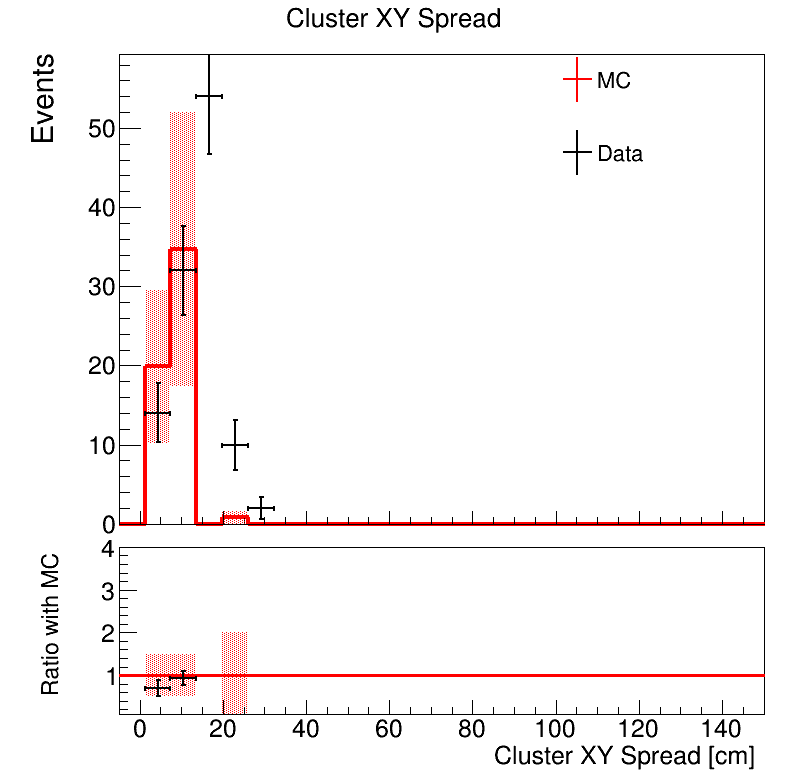 Cluster XY Spread
Events
MC
Data
50
40
30
20
10
0
Ratio with MC
4
3
2
1
0 20 40 60 80 100 120 140
Cluster XY Spread [cm]